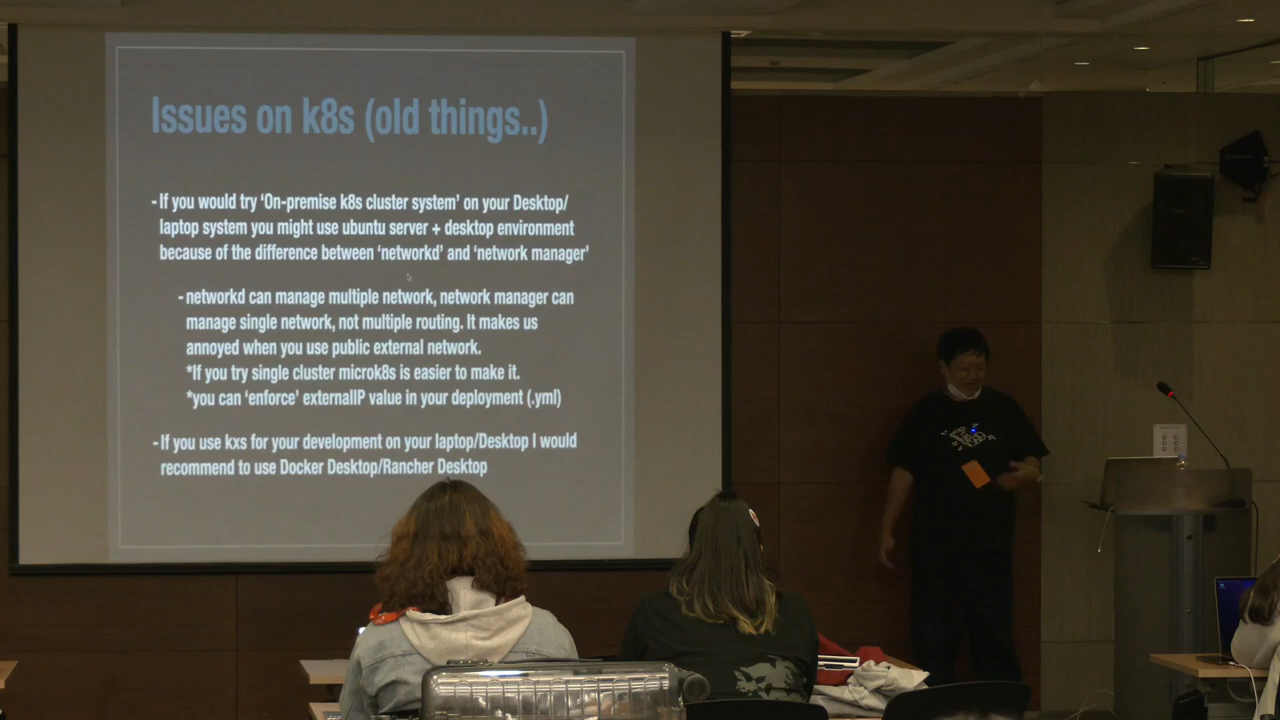 Issues on k8s (old things..)
- If you would try ‘On-premise k8s cluster system’ on your Desktop/
laptop system you might use ubuntu server + desktop environment
because of the difference between ‘networkd’ and ‘network manager’
- networkd can manage multiple network, network manager can
manage single network, not multiple routing. It makes us
annoyed when you use public external network.
*If you try single cluster microk8s is easier to make it.
*you can ‘enforce’ externalIP value in your deployment (.yml)
- If you use kxs for your development on your laptop/Desktop I would
recommend to use Docker Desktop/Rancher Desktop